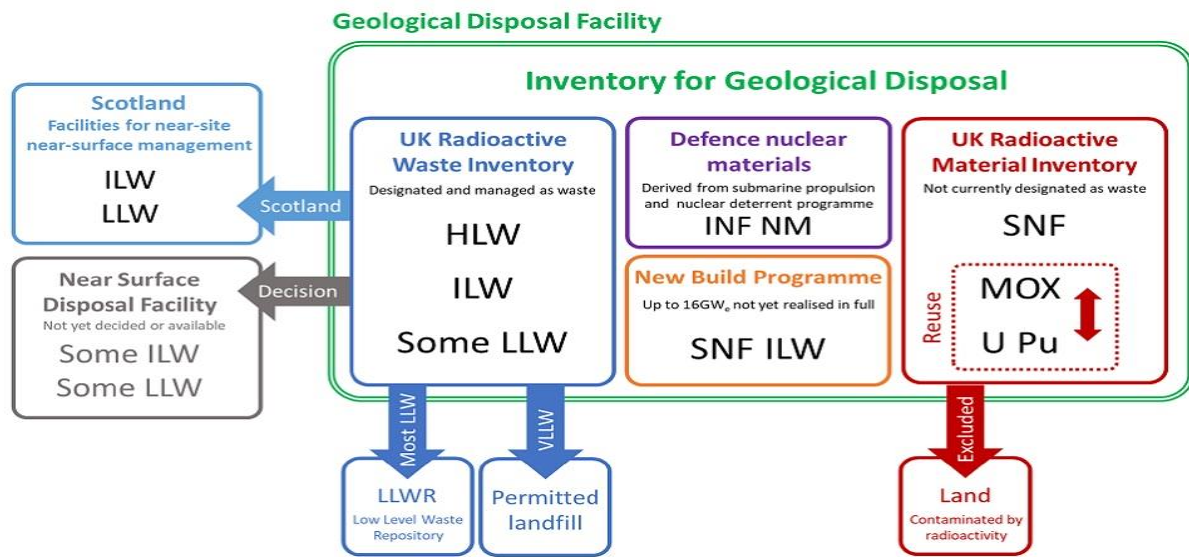 Geological Disposal Facility
Inventory for Geological Disposal
Scotland
Facilities for near-site
near-surface management
ILW
LLW
Scotland
Near Surface
Disposal Facility
Not yet decided or available
Some ILW
Some LLW
Decision
UK Radioactive
Waste Inventory
Designated and managed as waste
HLW
ILW
Some LLW
Defence nuclear
materials
Derived from submarine propulsion
and nuclear deterrent programme
INF NM
New Build Programme
Up to 16GWe not yet realised in full
SNF ILW
UK Radioactive
Material Inventory
Not currently designated as waste
SNF
Reuse
MOX
U Pu
Most LLW
VLLW
Excluded
LLWR
Low Level Waste
Repository
Permitted
landfill
Land
Contaminated by
radioactivity